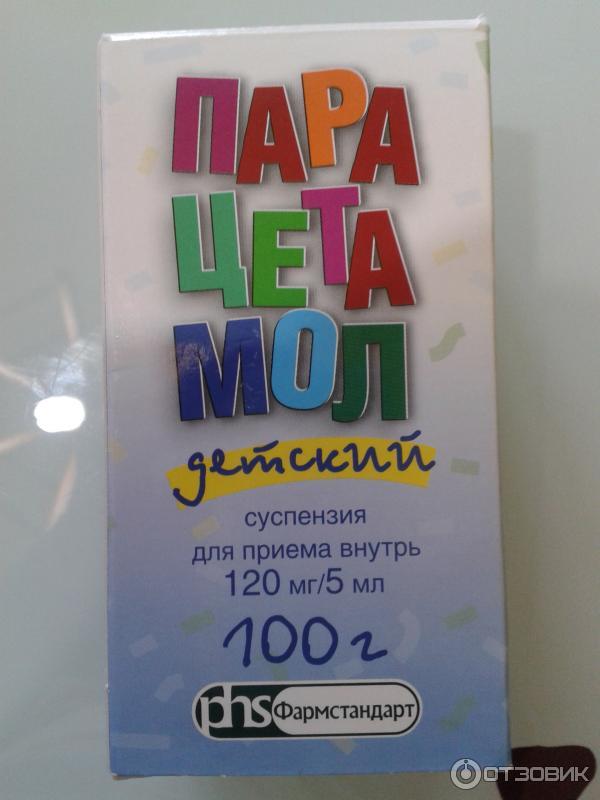 ПАРА
ЦЕТА
МОЛ
детский
суспензия
для приема внутрь
120 мг/5 мл
100 г
phs Фармстандарт
ОТЗОВИК